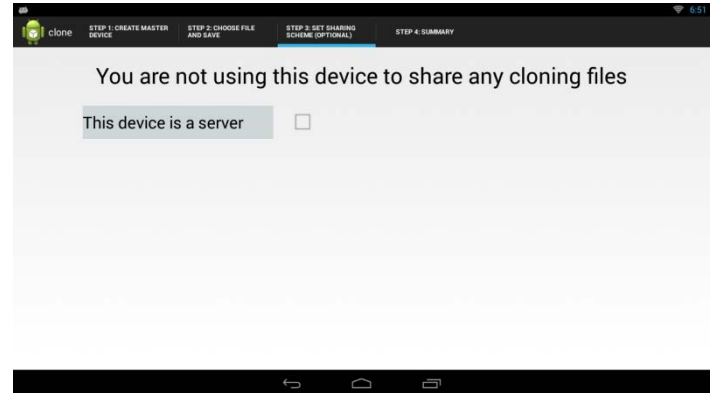 6:51
clone
STEP 1: CREATE MASTER
DEVICE
STEP 2: CHOOSE FILE
AND SAVE
STEP 3: SET SHARING
SCHEME (OPTIONAL)
STEP 4: SUMMARY
You are not using this device to share any cloning files
This device is a server